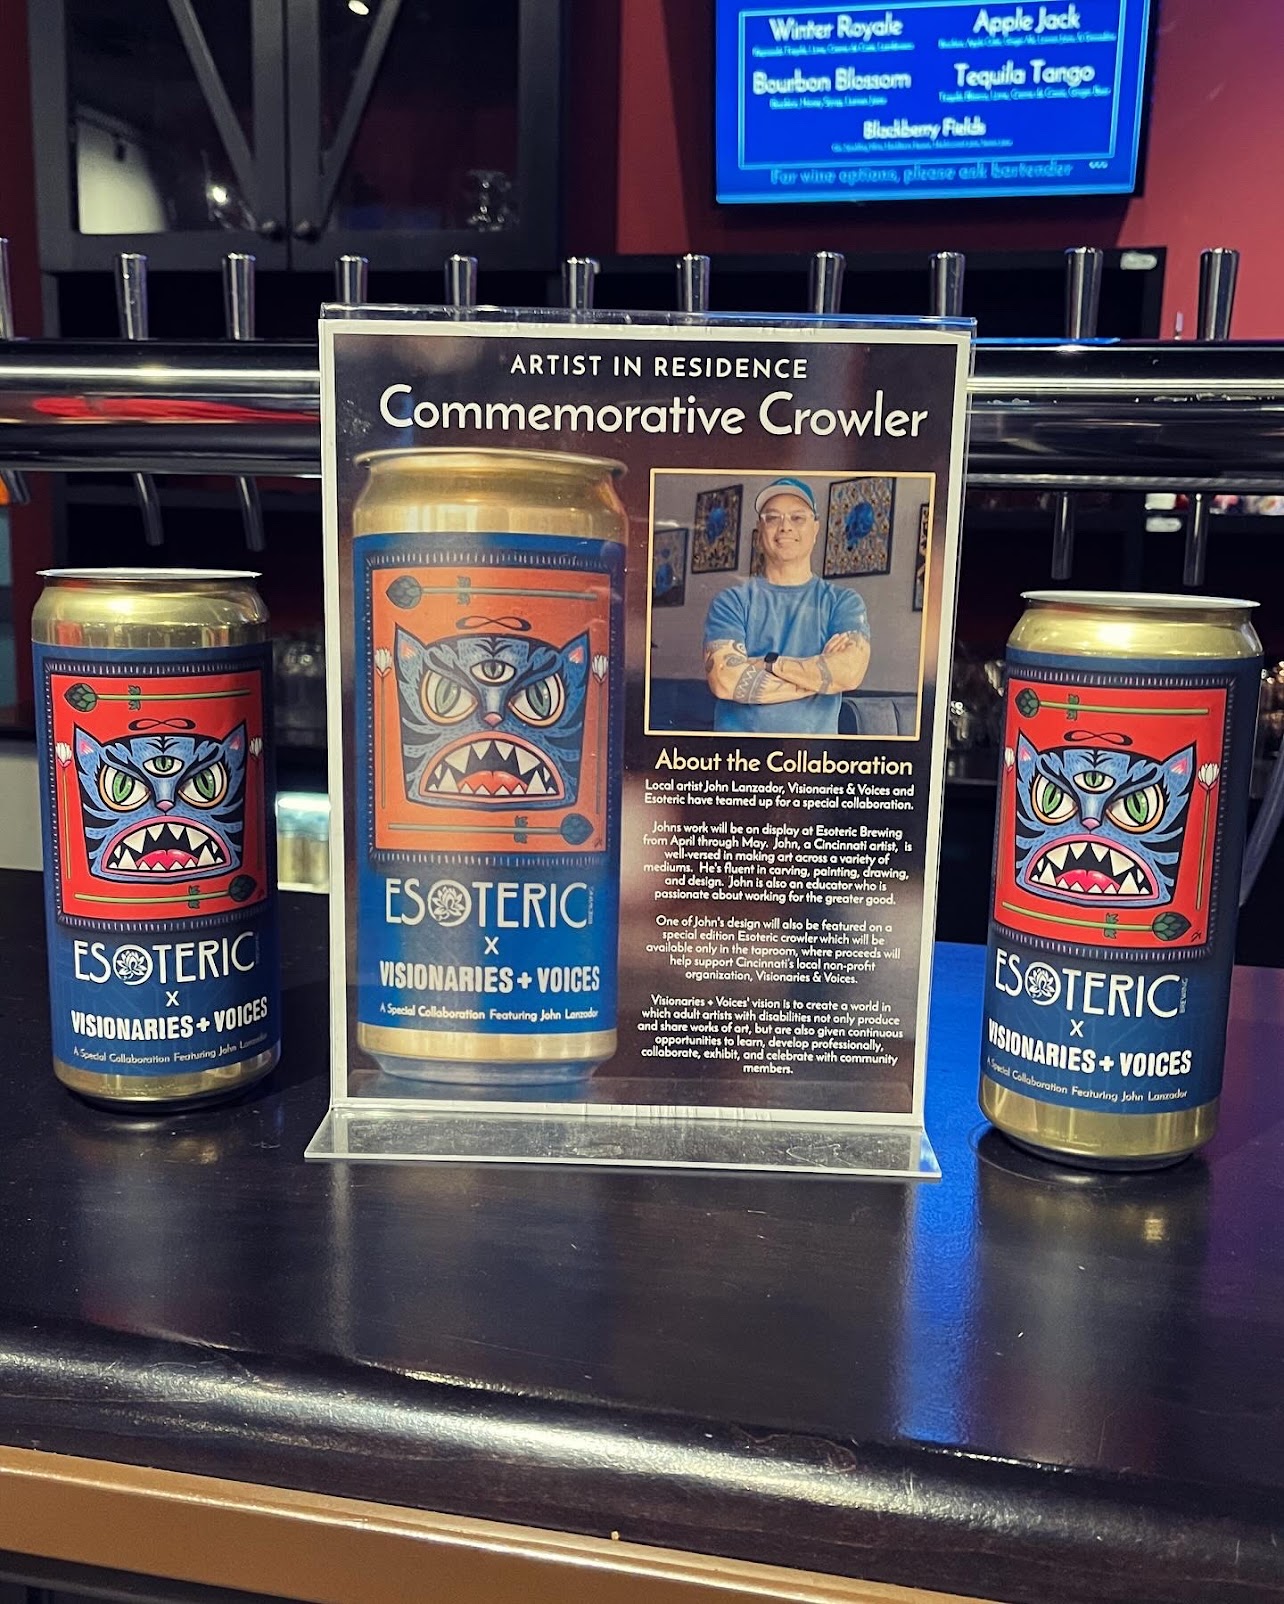 Winter Royale
Apple Jack
Bourbon Blossom
Tequila Tango
Blackberry Fields
For wine options, please ask bartender
ARTIST IN RESIDENCE
Commemorative Crowler
ESOTERIC
X
VISIONARIES + VOICES
A Special Collaboration Featuring John Lanzador
About the Collaboration
Local artist John Lanzador, Visionaries & Voices and
Esoteric have teamed up for a special collaboration.
Johns work will be on display at Esoteric Brewing
from April through May. John, a Cincinnati artist, is
well-versed in making art across a variety of
mediums. He's fluent in carving, painting, drawing,
and design. John is also an educator who is
passionate about working for the greater good.
One of John's design will also be featured on a
special edition Esoteric crowler which will be
available only in the taproom, where proceeds will
help support Cincinnati's local non-profit
organization, Visionaries & Voices.
Visionaries + Voices' vision is to create a world in
which adult artists with disabilities not only produce
and share works of art, but are also given continuous
opportunities to learn, develop professionally,
collaborate, exhibit, and celebrate with community
members.
ESOTERIC
X
VISIONARIES + VOICES
A Special Collaboration Featuring John Lanzador
ESOTERIC
BREWING
X
VISIONARIES + VOICES
A Special Collaboration Featuring John Lanzador